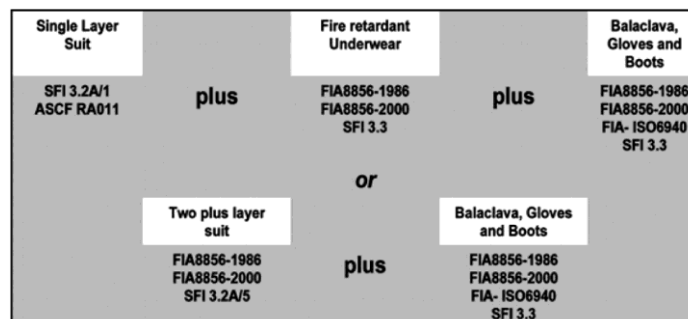 Single Layer
Suit
Fire retardant
Underwear
Balaclava,
Gloves and
Boots
SFI 3.2A/1
ASCF RA011
plus
FIA8856-1986
FIA8856-2000
SFI 3.3
plus
FIA8856-1986
FIA8856-2000
FIA- ISO6940
SFI 3.3
or
Two plus layer
suit
Balaclava, Gloves
and Boots
FIA8856-1986
FIA8856-2000
SFI 3.2A/5
plus
FIA8856-1986
FIA8856-2000
FIA- ISO6940
SFI 3.3